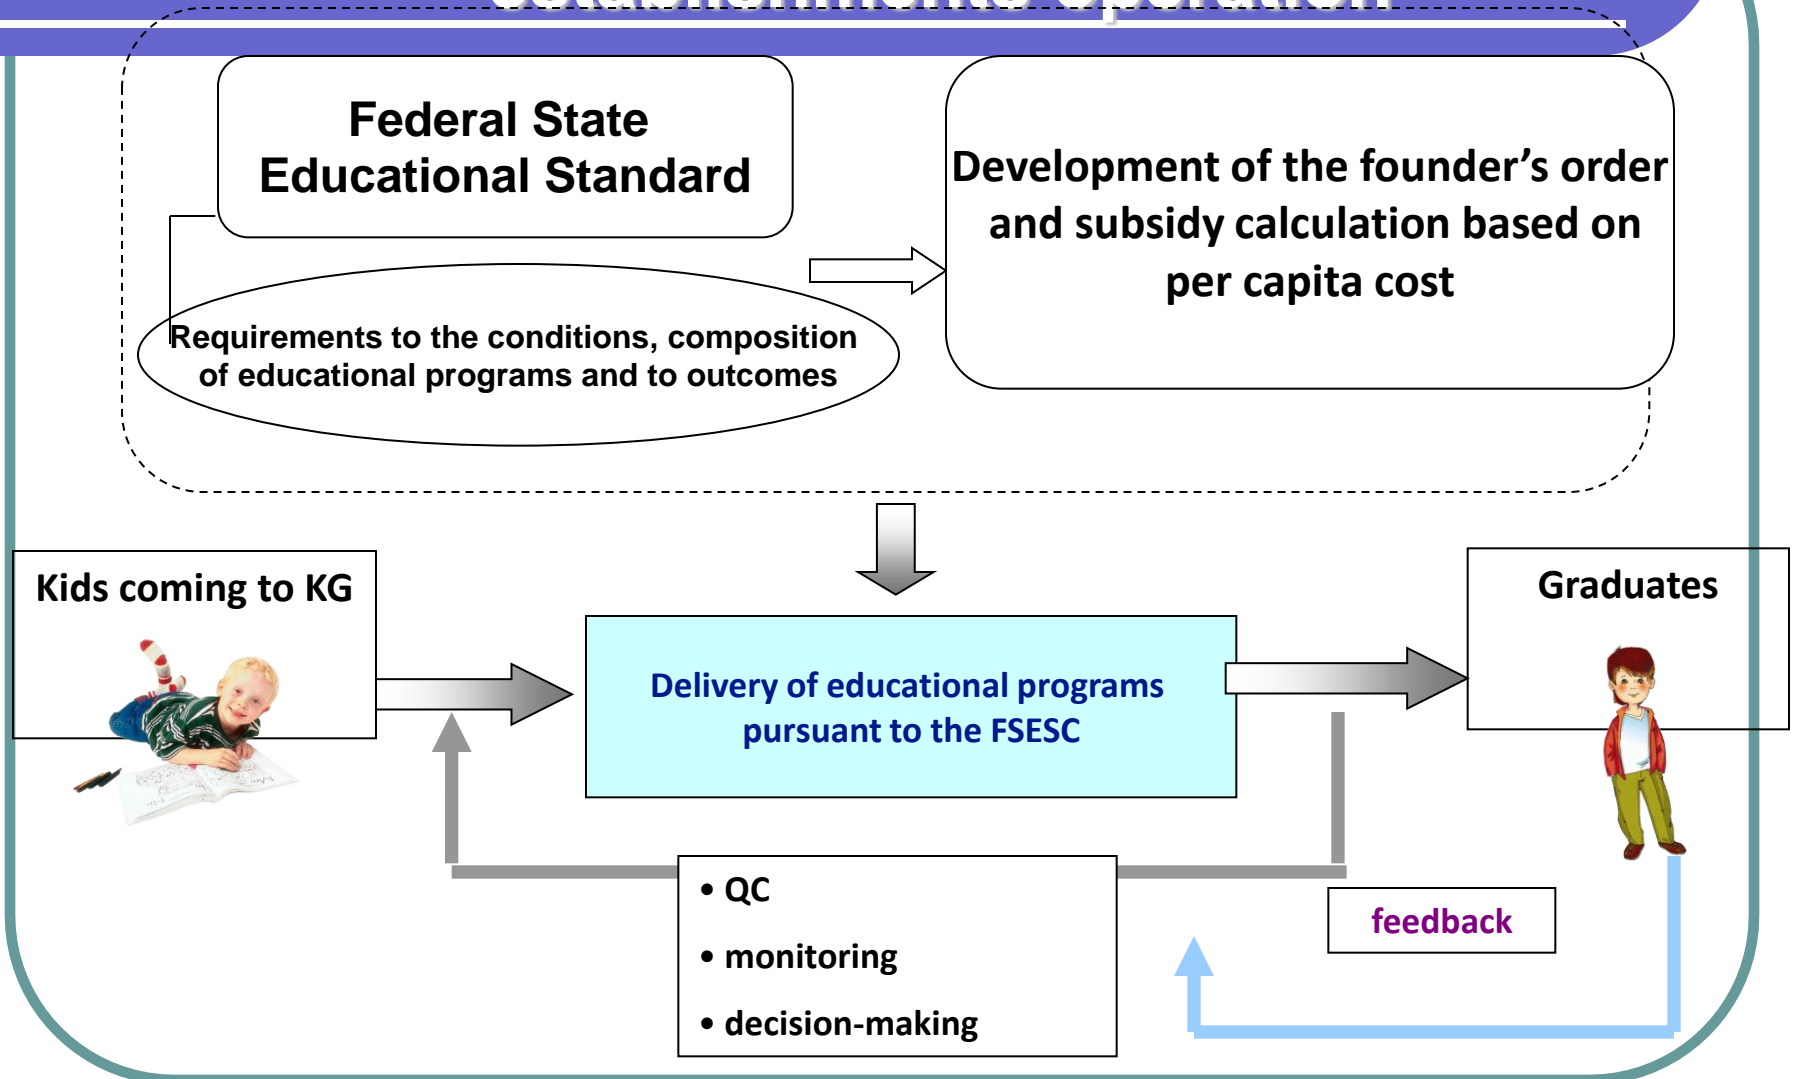 establishments operation
Federal State
Educational Standard
Development of the founder's order
and subsidy calculation based on
per capita cost
Requirements to the conditions, composition
of educational programs and to outcomes
Kids coming to KG
Graduates
Delivery of educational programs
pursuant to the FSESC
• QC
• monitoring
• decision-making
feedback